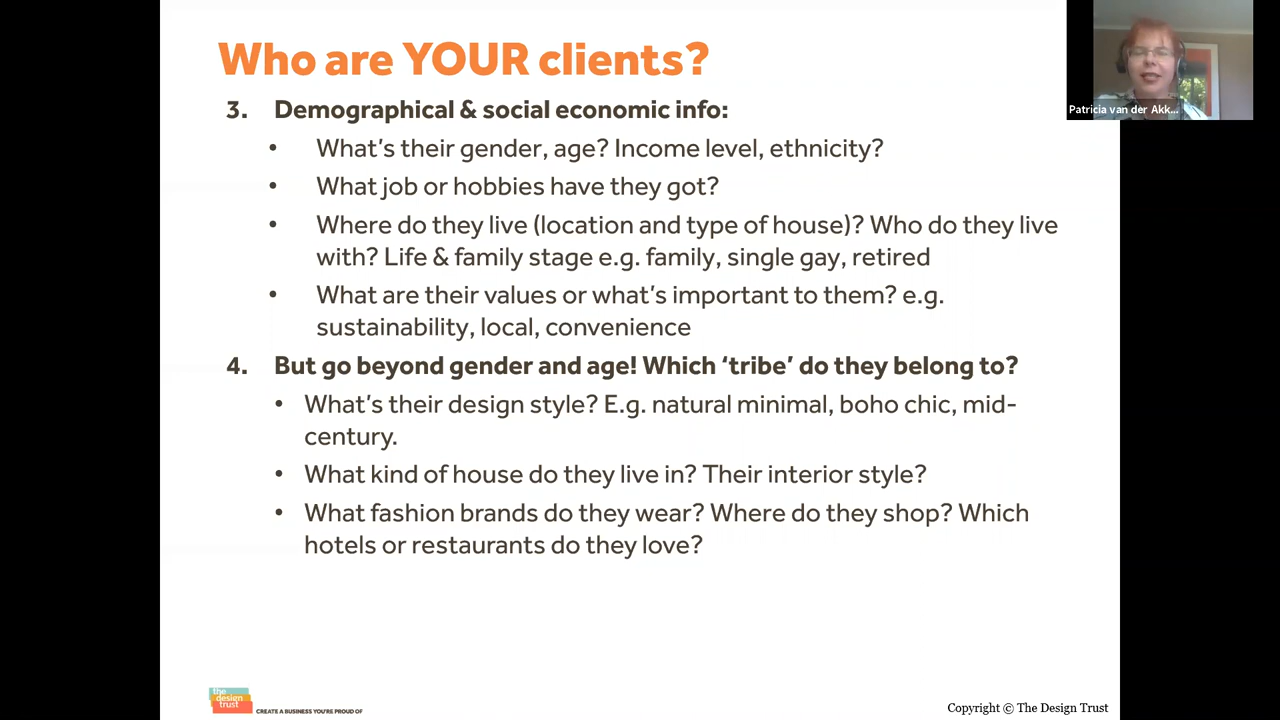 Who are YOUR clients?
Patricia van der Akk...
3. Demographical & social economic info:
• What's their gender, age? Income level, ethnicity?
• What job or hobbies have they got?
• Where do they live (location and type of house)? Who do they live
with? Life & family stage e.g. family, single gay, retired
• What are their values or what's important to them? e.g.
sustainability, local, convenience
4. But go beyond gender and age! Which ‘tribe’ do they belong to?
• What's their design style? E.g. natural minimal, boho chic, mid-
century.
• What kind of house do they live in? Their interior style?
• What fashion brands do they wear? Where do they shop? Which
hotels or restaurants do they love?
the
design
trust
CREATE A BUSINESS YOU'RE PROUD OF
Copyright © The Design Trust